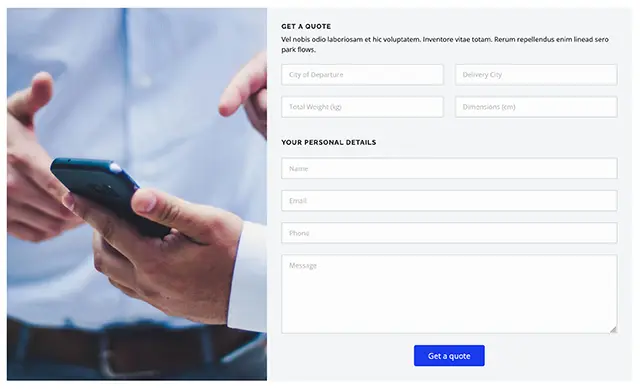 GET A QUOTE
Vel nobis odio laboriosam et hic voluptatem. Inventore vitae totam. Rerum repellendus enim linead sero
park flows.
City of Departure
Delivery City
Total Weight (kg)
Dimensions (cm)
YOUR PERSONAL DETAILS
Name
Email
Phone
Message
Get a quote